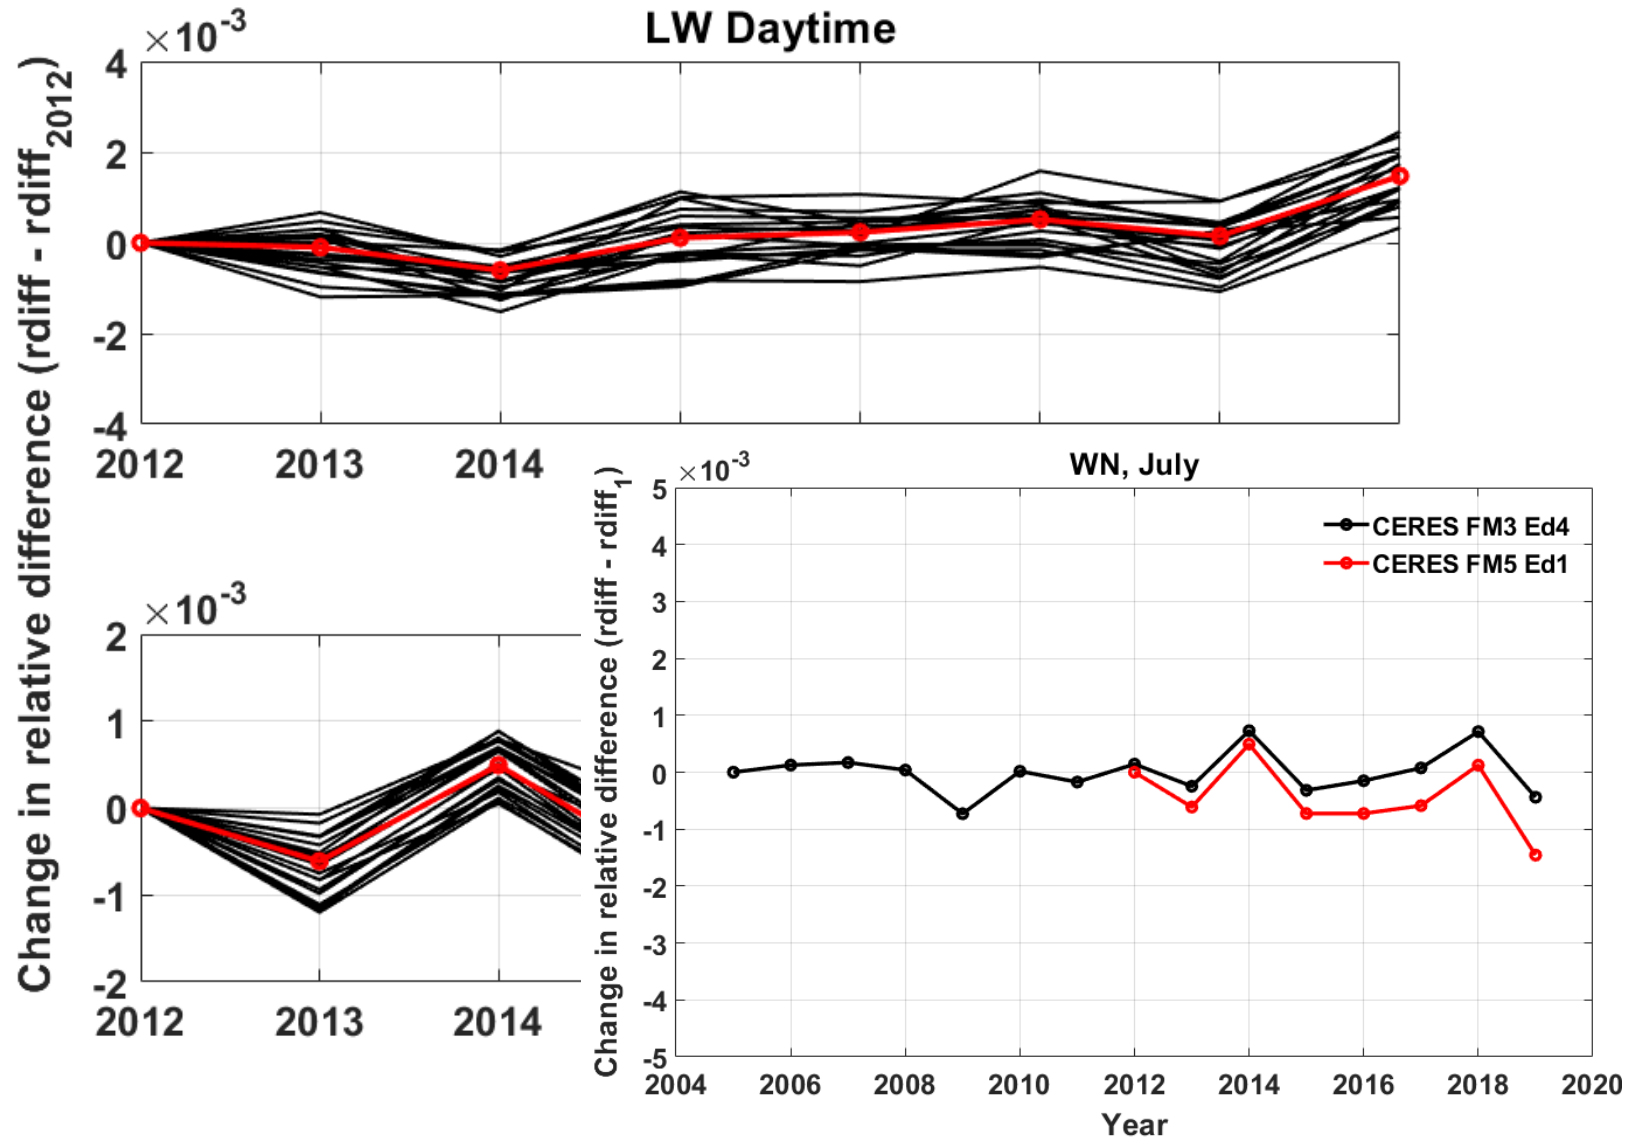 LW Daytime
×10-3
4
2
0
-2
-4
2012 2013 2014
Change in relative difference (rdiff - rdiff2012)
×10-3
2
1
0
-1
-2
2012 2013 2014
WN, July
×10-3
5
4
3
2
1
0
-1
-2
-3
-4
-5
Change in relative difference (rdiff - rdiff1)
CERES FM3 Ed4
CERES FM5 Ed1
2004 2006 2008 2010 2012 2014 2016 2018 2020
Year